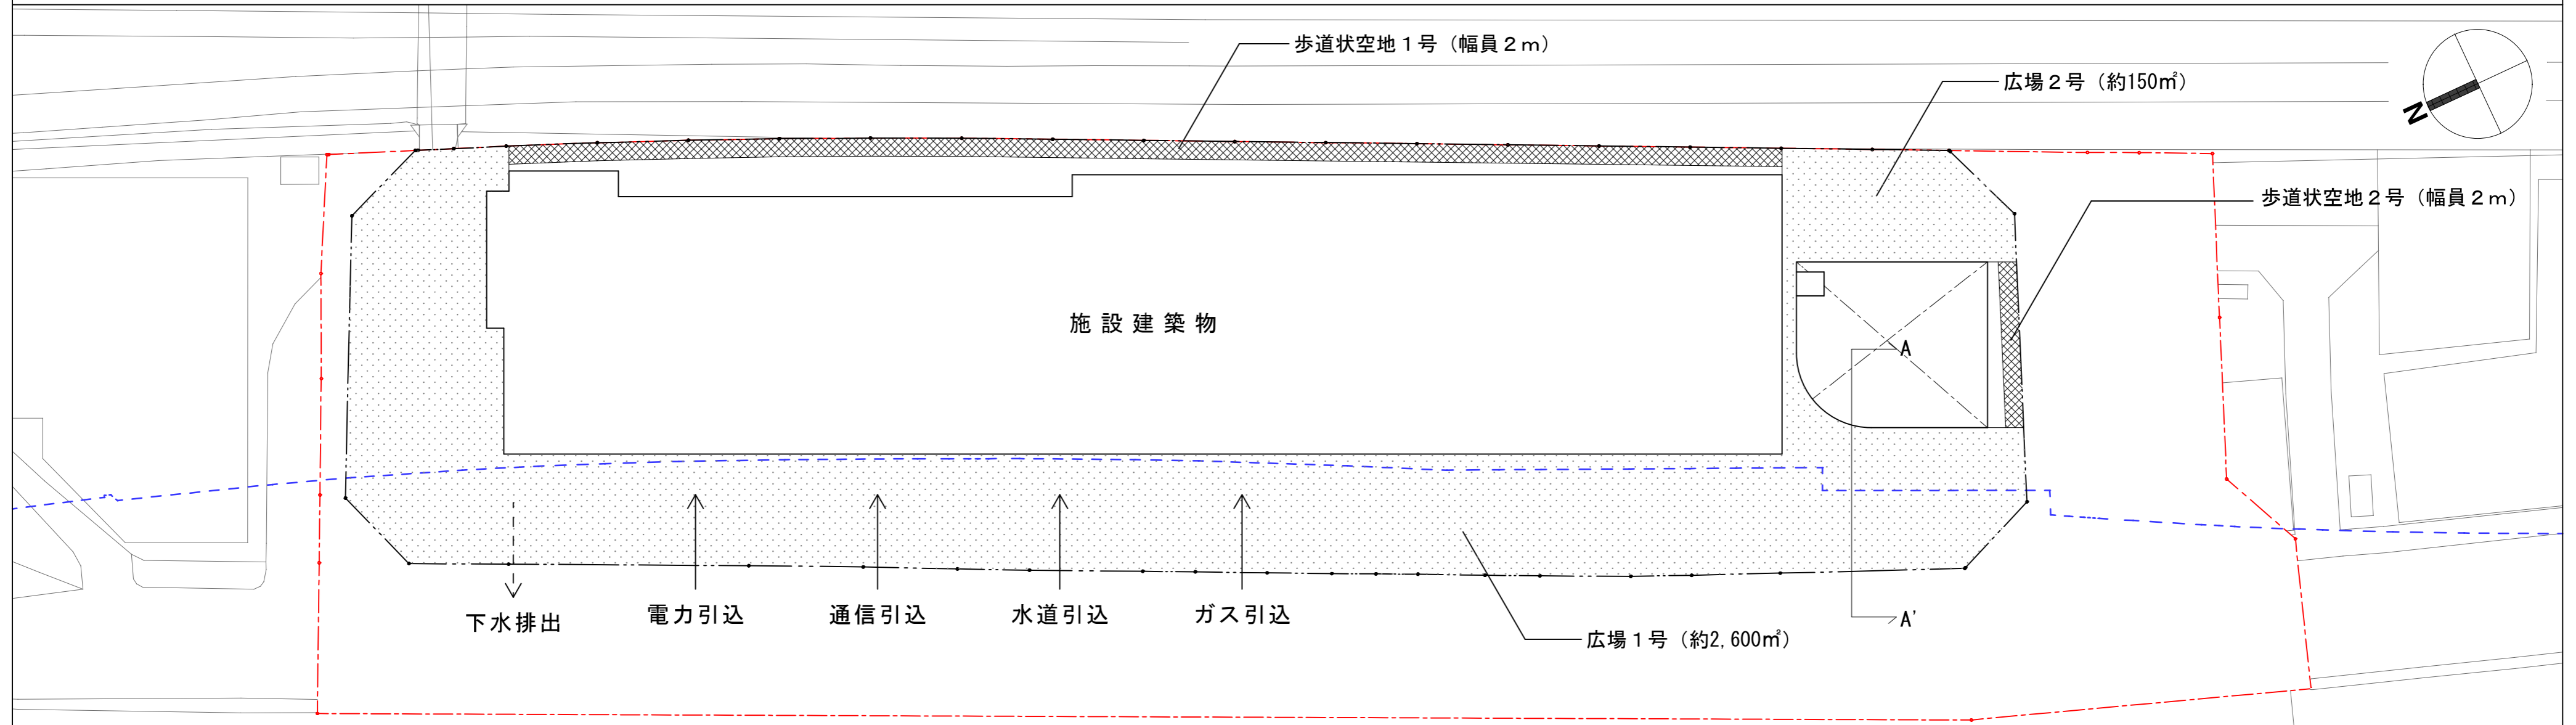 歩道状空地１号（幅員２ｍ）
広場２号（約150㎡）
N
歩道状空地２号（幅員２ｍ）
施設建築物
A
下水排出
電力引込
通信引込
水道引込
ガス引込
A'
広場１号（約2,600㎡）